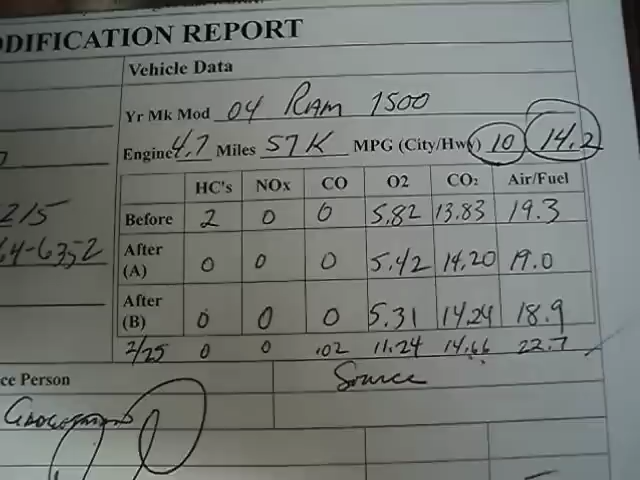 ODIFICATION REPORT
Vehicle Data
Yr Mk Mod 04 RAM 1500
Engine 4.7 Miles 57K MPG (City/Hwy) 10 14.2
HC's NOx CO O2 CO₂ Air/Fuel
215
Before 2 0 0 5.82 13.83 19.3
64-6352
After
(A) 0 0 0 5.42 14.20 19.0
After
(B) 0 0 0 5.31 14.24 18.9
2/25 0 0 .02 11.24 14.66 22.7
ce Person
Source